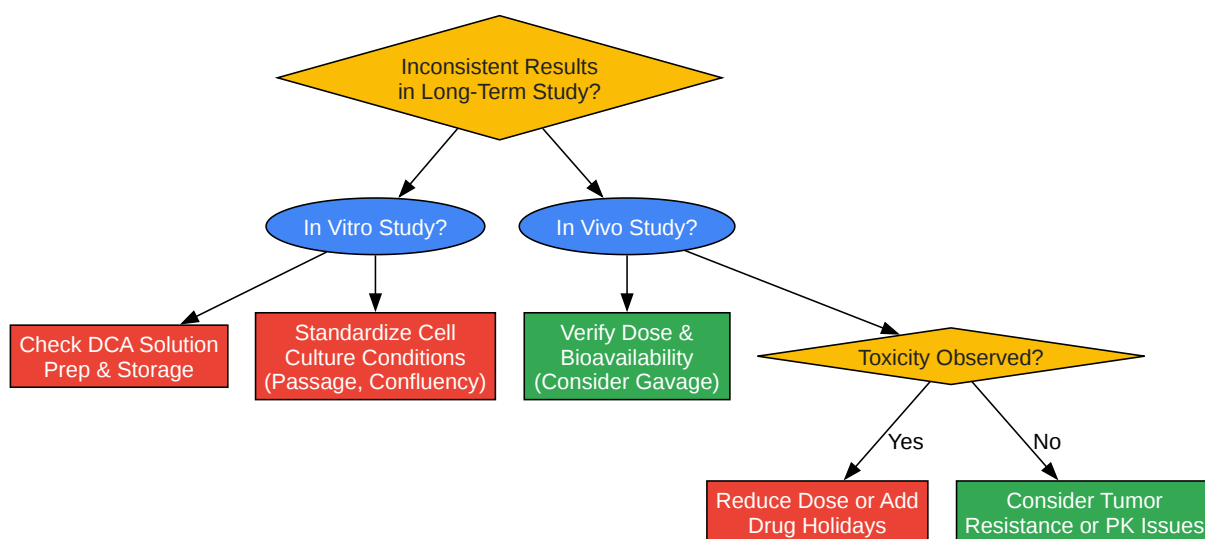 Inconsistent Results
in Long-Term Study?
In Vitro Study?
In Vivo Study?
Check DCA Solution
Prep & Storage
Standardize Cell
Culture Conditions
(Passage, Confluency)
Verify Dose &
Bioavailability
(Consider Gavage)
Toxicity Observed?
Yes
No
Reduce Dose or Add
Drug Holidays
Consider Tumor
Resistance or PK Issues